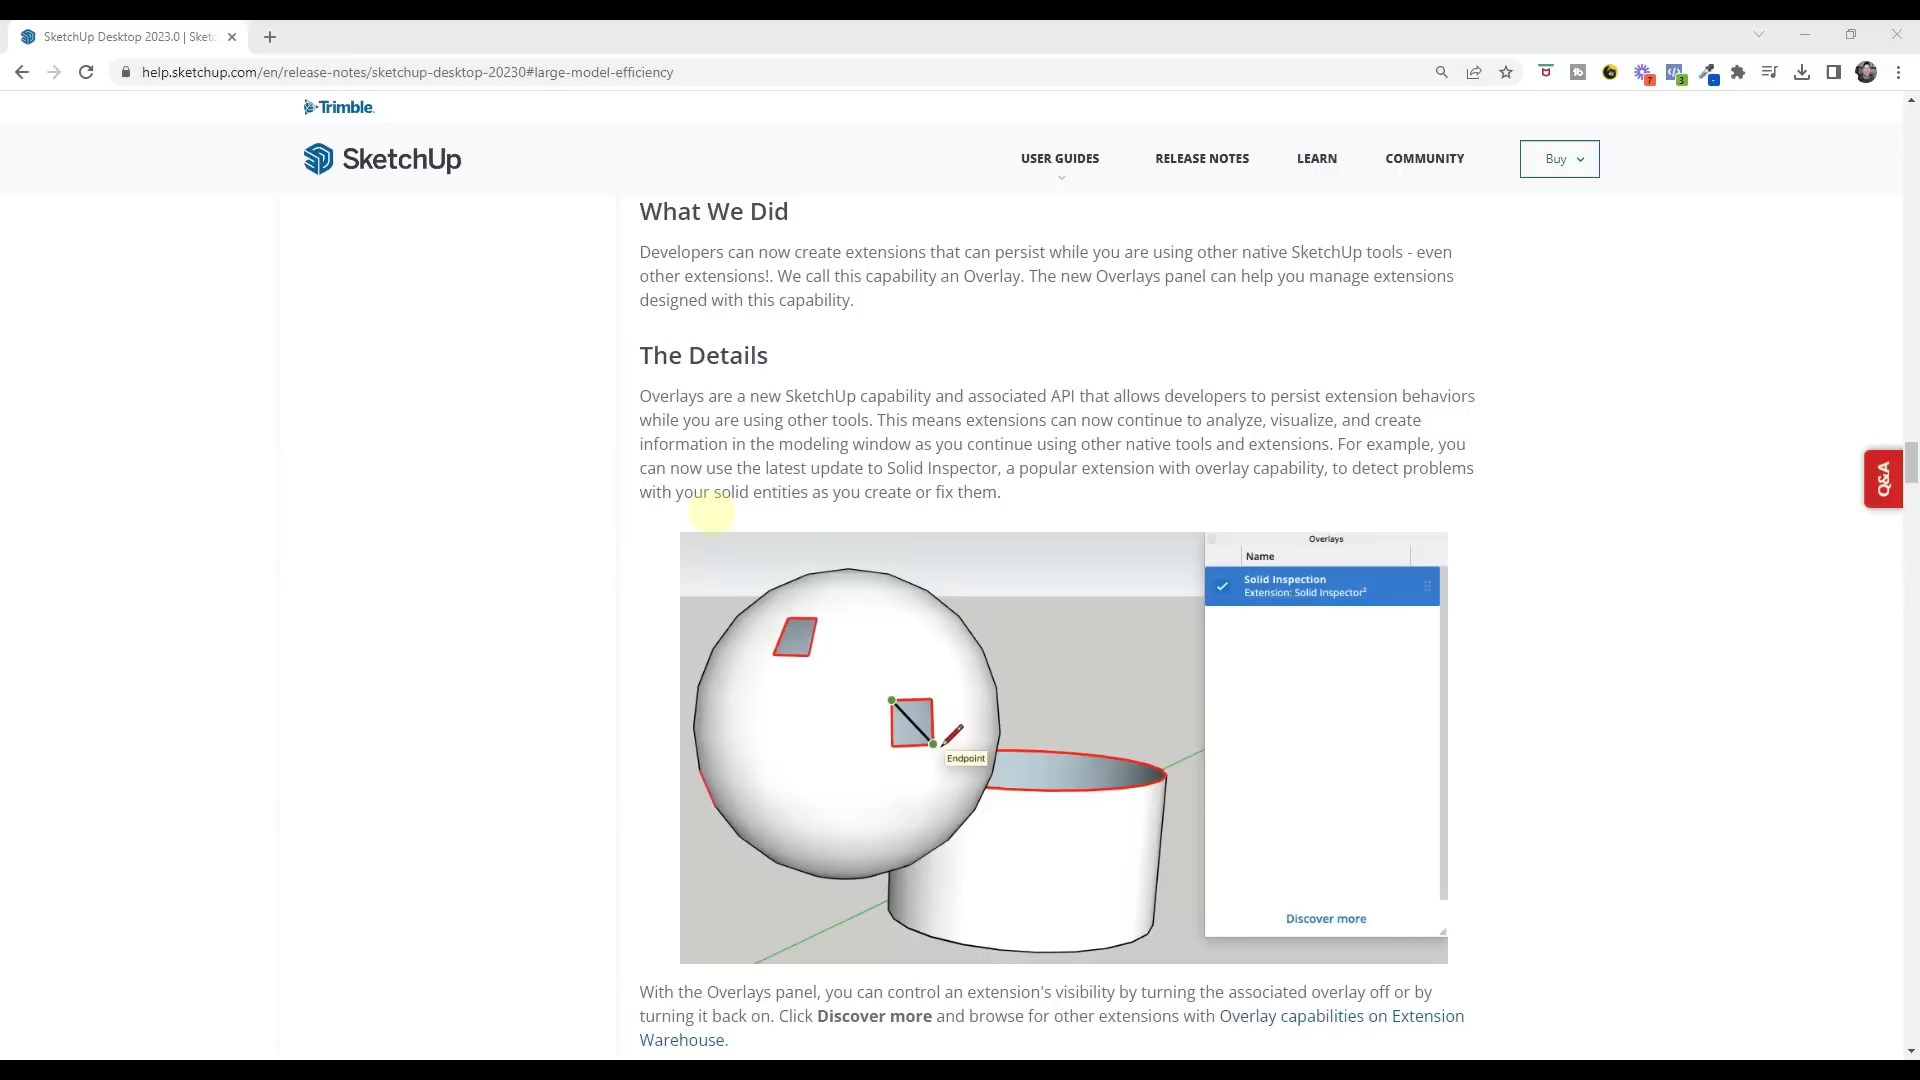 SketchUp Desktop 2023.0 | Sketc
help.sketchup.com/en/release-notes/sketchup-desktop-20230#large-model-efficiency
7
3
Trimble.
SketchUp
USER GUIDES
RELEASE NOTES
LEARN
COMMUNITY
Buy
What We Did
Developers can now create extensions that can persist while you are using other native SketchUp tools - even
other extensions!. We call this capability an Overlay. The new Overlays panel can help you manage extensions
designed with this capability.
The Details
Overlays are a new SketchUp capability and associated API that allows developers to persist extension behaviors
while you are using other tools. This means extensions can now continue to analyze, visualize, and create
information in the modeling window as you continue using other native tools and extensions. For example, you
can now use the latest update to Solid Inspector, a popular extension with overlay capability, to detect problems
with your solid entities as you create or fix them.
Q&A
Overlays
Name
Solid Inspection
Extension: Solid Inspector²
Endpoint
Discover more
With the Overlays panel, you can control an extension's visibility by turning the associated overlay off or by
turning it back on. Click Discover more and browse for other extensions with Overlay capabilities on Extension
Warehouse.